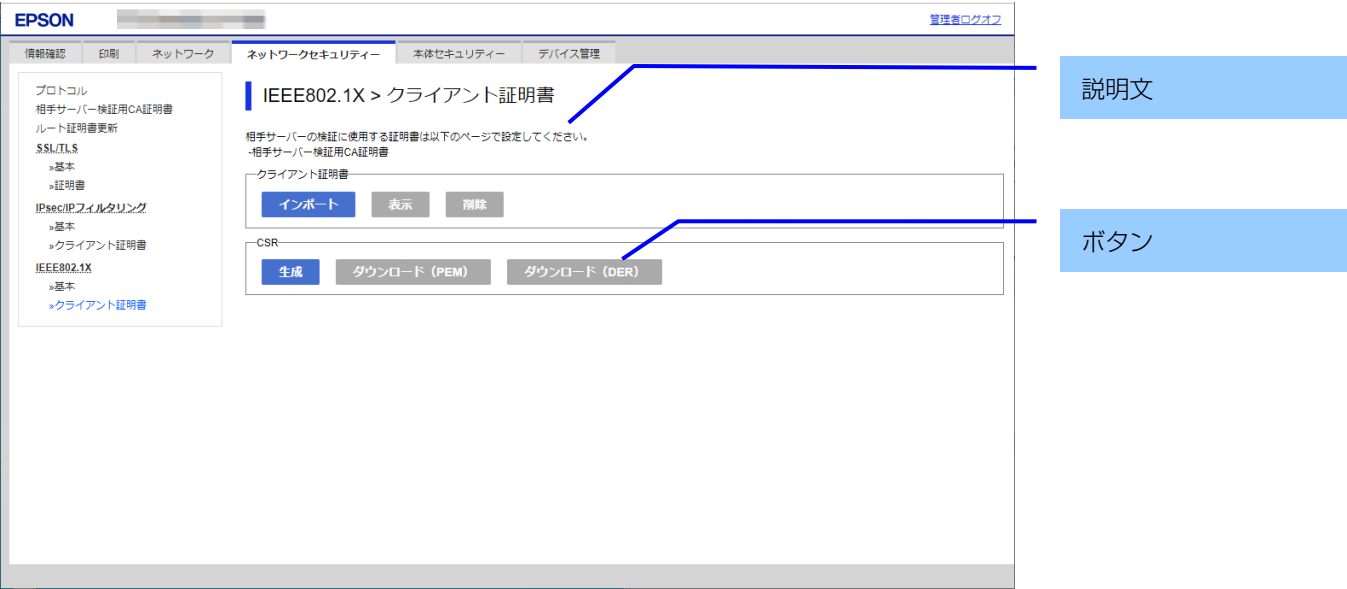 EPSON
管理者ログオフ
情報確認 印刷 ネットワーク ネットワークセキュリティー 本体セキュリティー デバイス管理
プロトコル
相手サーバー検証用CA証明書
ルート証明書更新
SSL/TLS
»基本
»証明書
IPsec/IPフィルタリング
»基本
»クライアント証明書
IEEE802.1X
»基本
»クライアント証明書
IEEE802.1X > クライアント証明書
相手サーバーの検証に使用する証明書は以下のページで設定してください。
-相手サーバー検証用CA証明書
クライアント証明書
インポート 表示 削除
CSR
生成 ダウンロード（PEM） ダウンロード（DER）
説明文
ボタン